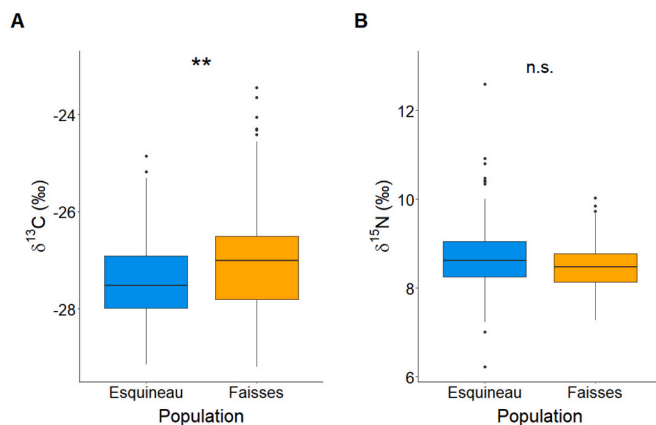 A
**
-24
-26
-28
δ13C (‰)
Esquineau Faisses
Population
B
n.s.
12
10
8
6
δ15N (‰)
Esquineau Faisses
Population